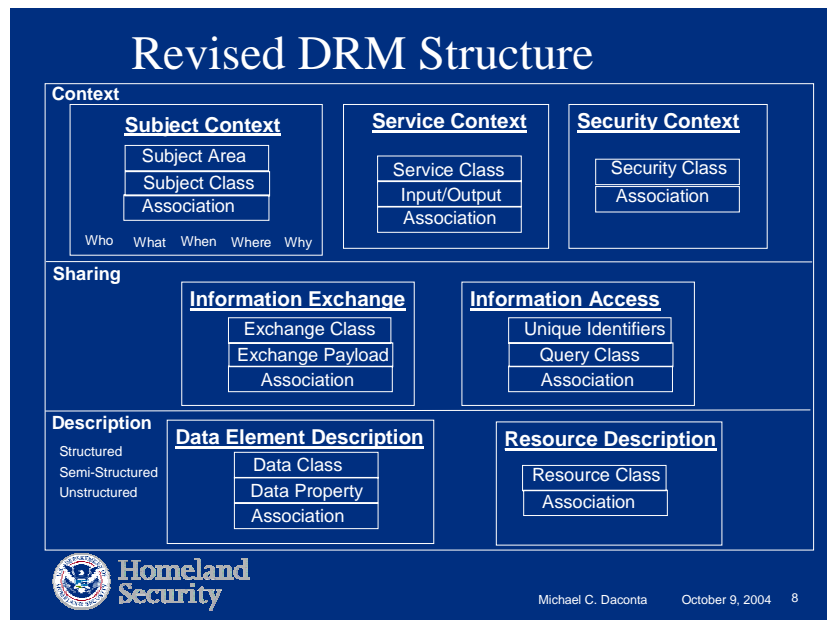 Revised DRM Structure
Context
Subject Context
Subject Area
Subject Class
Association
Who What When Where Why
Service Context
Service Class
Input/Output
Association
Security Context
Security Class
Association
Sharing
Information Exchange
Exchange Class
Exchange Payload
Association
Information Access
Unique Identifiers
Query Class
Association
Description
Structured
Semi-Structured
Unstructured
Data Element Description
Data Class
Data Property
Association
Resource Description
Resource Class
Association
Homeland
Security
Michael C. Daconta October 9, 2004 8